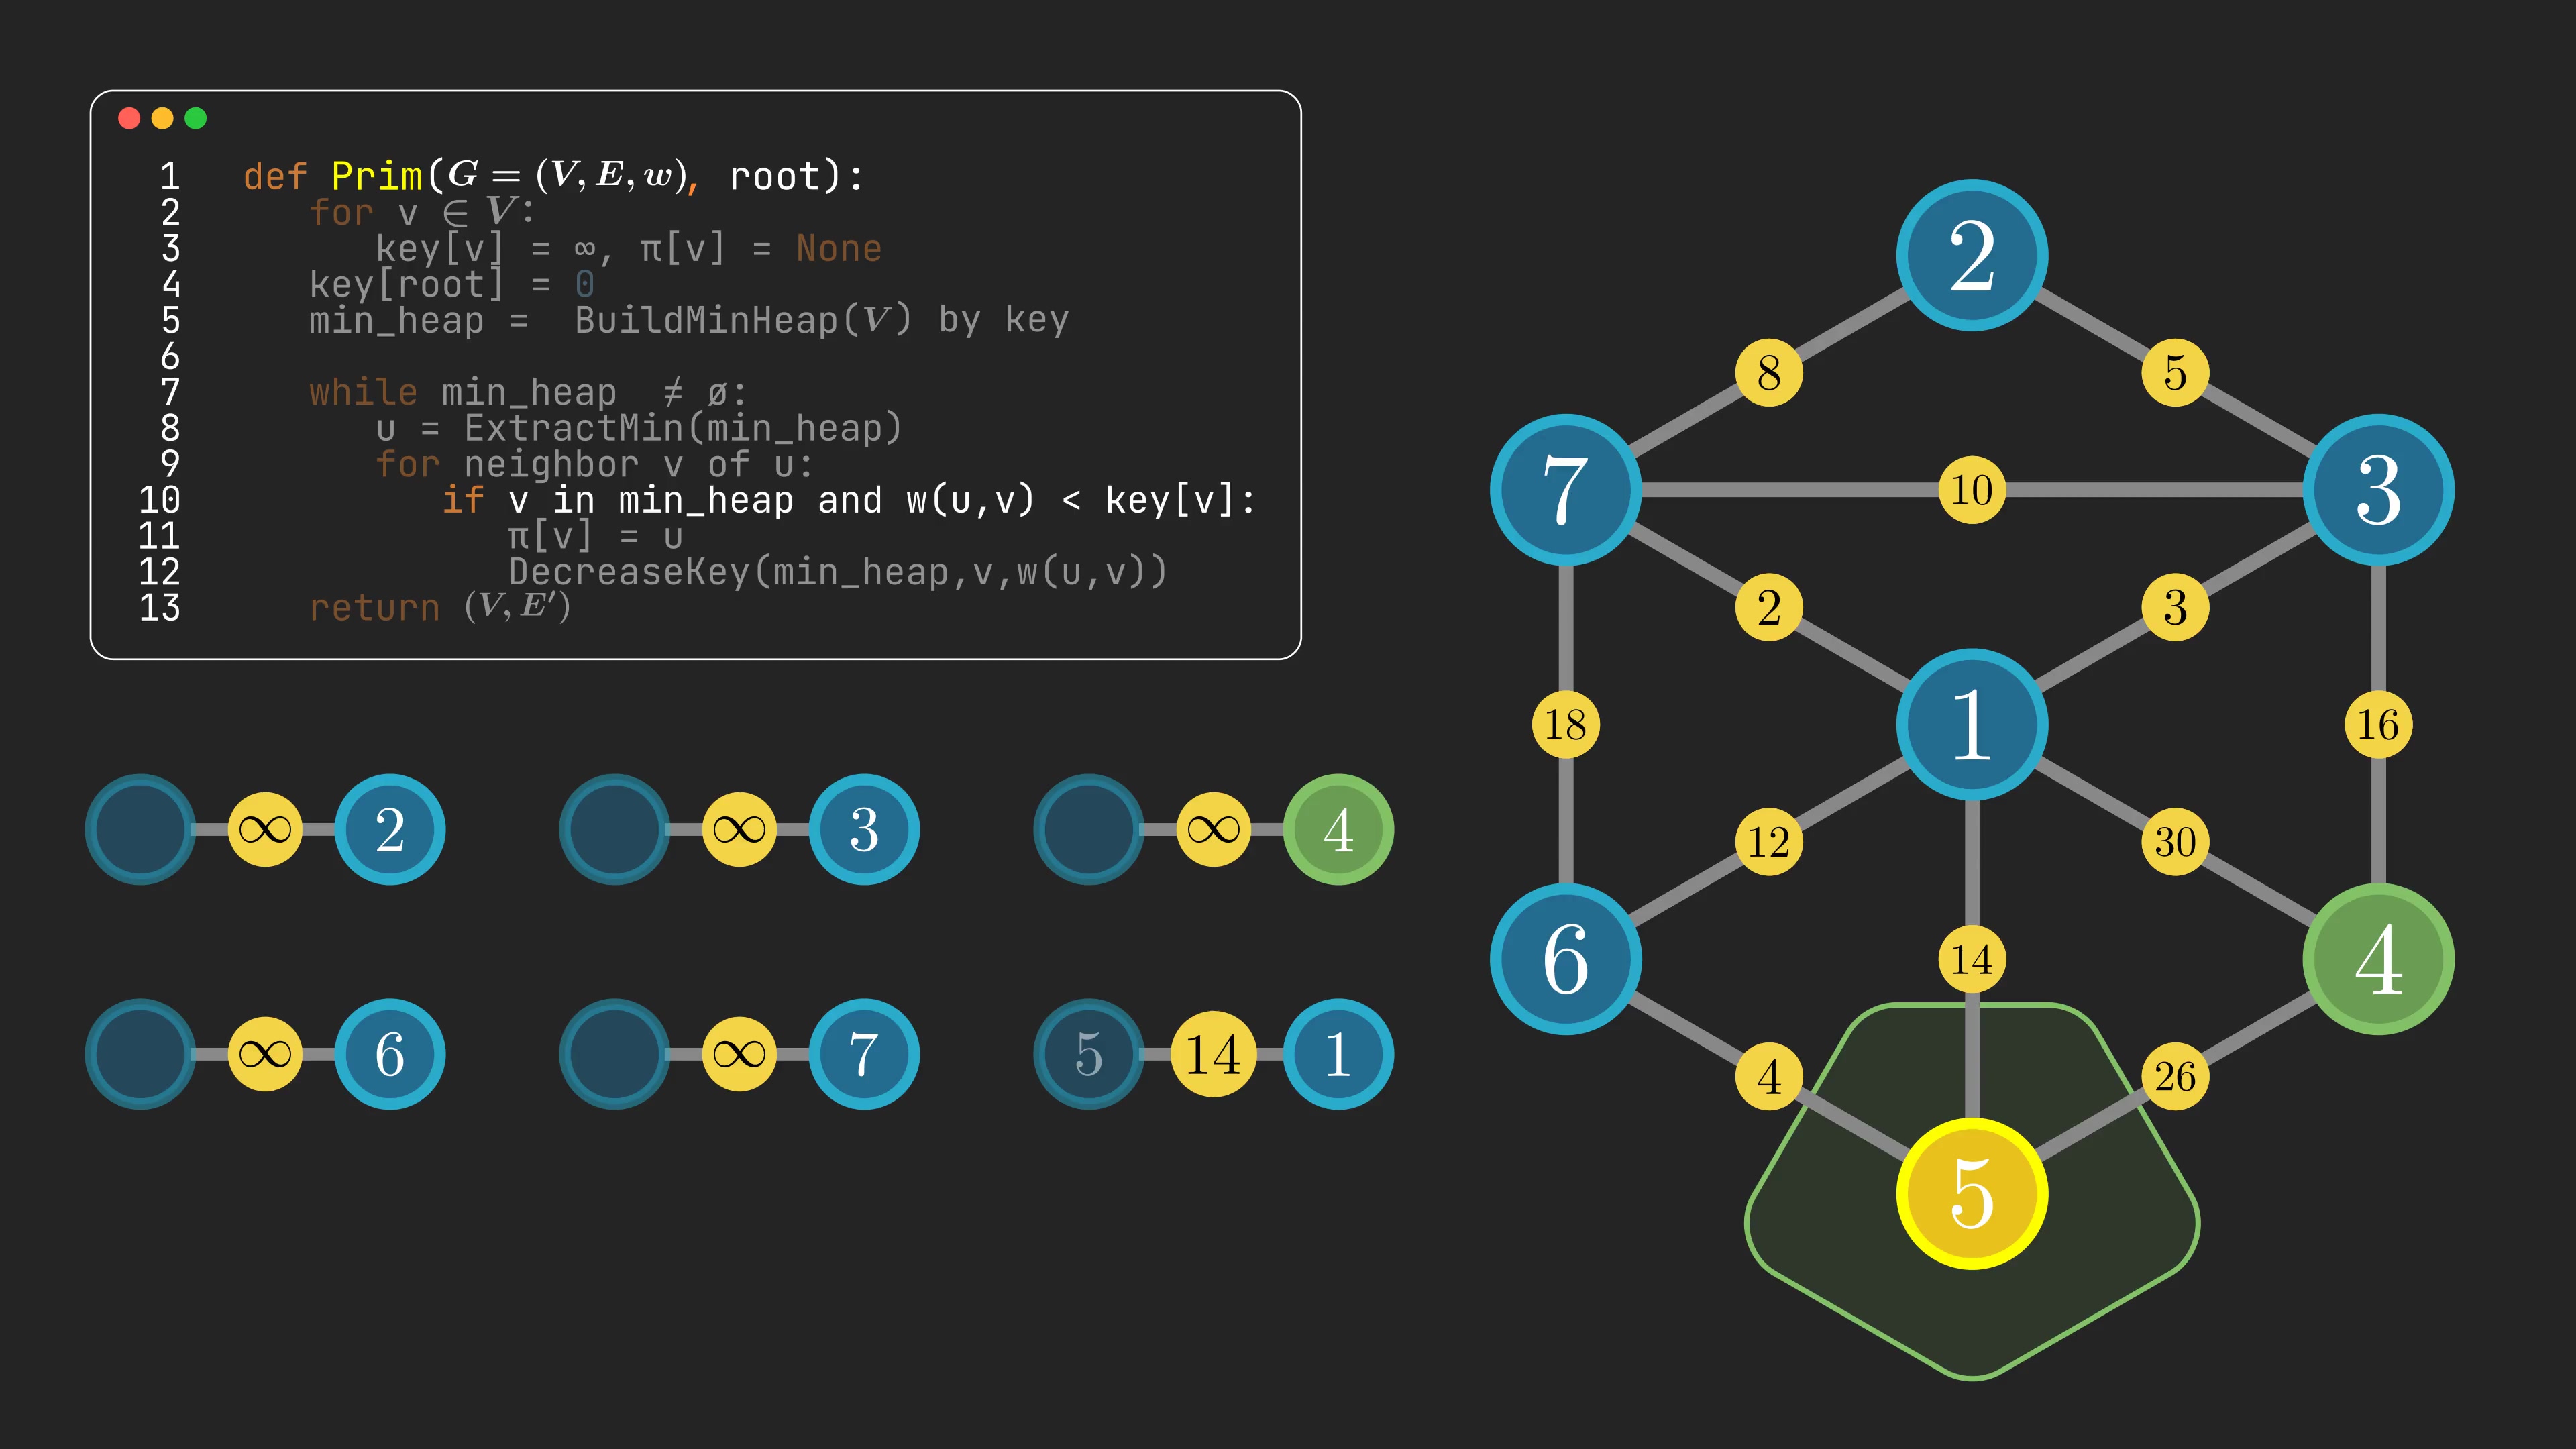 1 def Prim(G = (V, E, w), root):
2 for v ∈ V:
3 key[v] = ∞, π[v] = None
4 key[root] = 0
5 min_heap = BuildMinHeap(V) by key
6
7 while min_heap ≠ ø:
8 u = ExtractMin(min_heap)
9 for neighbor v of u:
10 if v in min_heap and w(u,v) < key[v]:
11 π[v] = u
12 DecreaseKey(min_heap,v,w(u,v))
13 return (V, E′)
∞ 2 ∞ 3 ∞ 4
∞ 6 ∞ 7 5 14 1
2
8 5
7 10 3
2 3
18 1 16
12 30
6 14 4
4 26
5